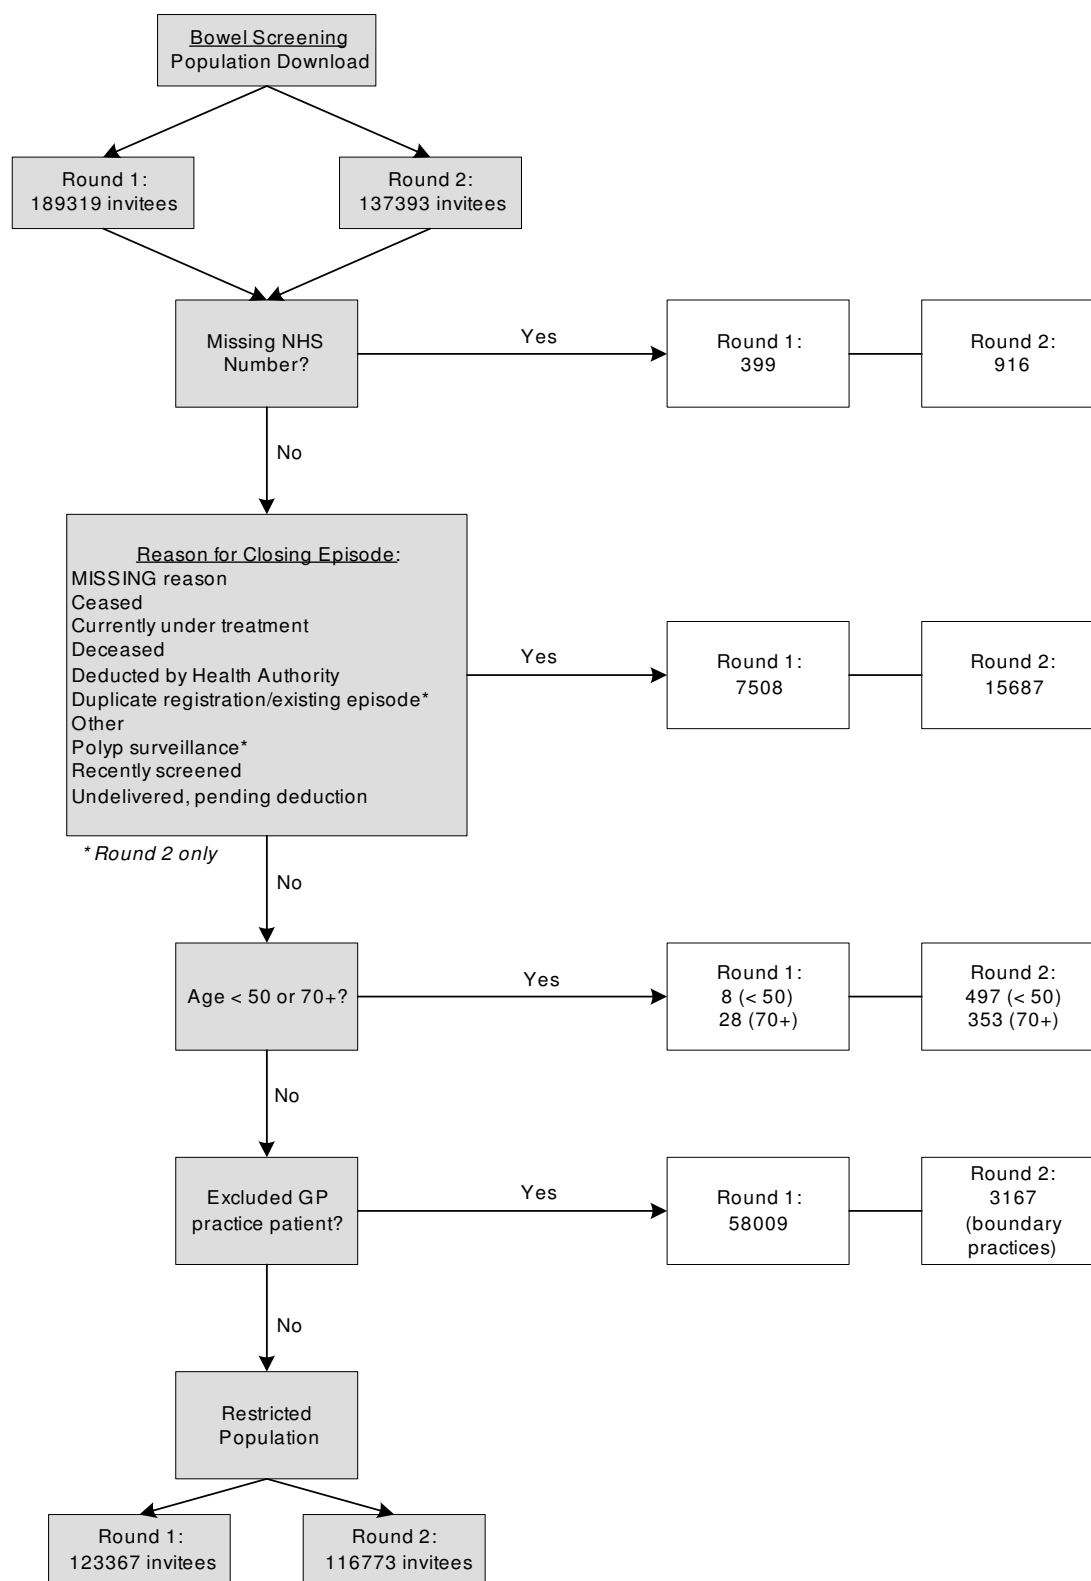 Bowel Screening
Population Download
Round 1:
189319 invitees
Round 2:
137393 invitees
Missing NHS
Number?
Yes
Round 1:
399
Round 2:
916
No
Reason for Closing Episode:
MISSING reason
Ceased
Currently under treatment
Deceased
Deducted by Health Authority
Duplicate registration/existing episode*
Other
Polyp surveillance*
Recently screened
Undelivered, pending deduction
Yes
Round 1:
7508
Round 2:
15687
* Round 2 only
No
Age < 50 or 70+?
Yes
Round 1:
8 (< 50)
28 (70+)
Round 2:
497 (< 50)
353 (70+)
No
Excluded GP
practice patient?
Yes
Round 1:
58009
Round 2:
3167
(boundary
practices)
No
Restricted
Population
Round 1:
123367 invitees
Round 2:
116773 invitees